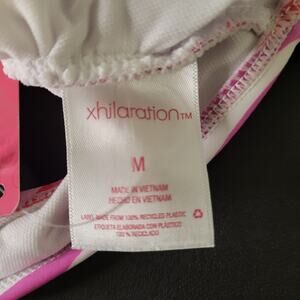 xhilaration™
M
MADE IN VIETNAM
HECHO EN VIETNAM
LABEL MADE FROM 100% RECYCLED PLASTIC
ETIQUETA ELABORADA CON PLÁSTICO
100% RECICLADO